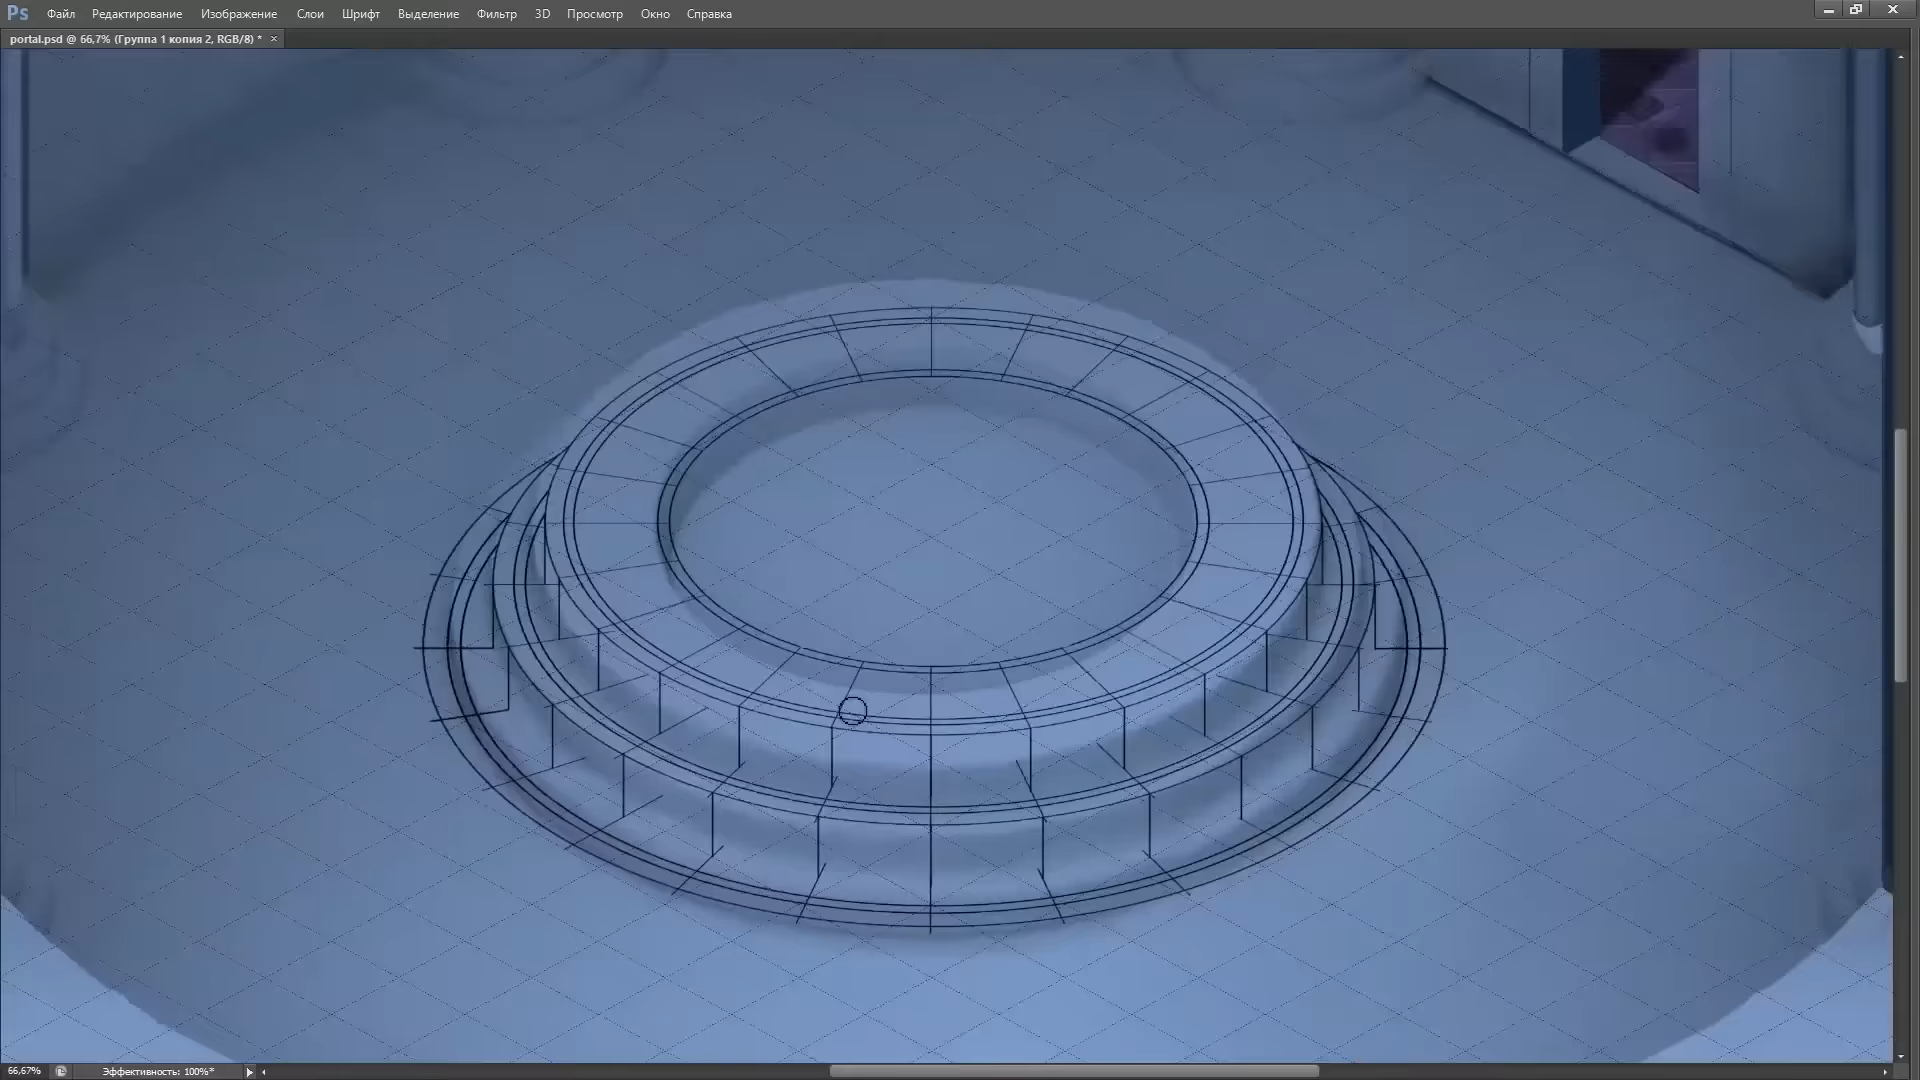 Ps Файл Редактирование Изображение Слои Шрифт Выделение Фильтр 3D Просмотр Окно Справка
portal.psd @ 66,7% (Группа 1 копия 2, RGB/8) * ×
66,67% Эффективность: 100%*